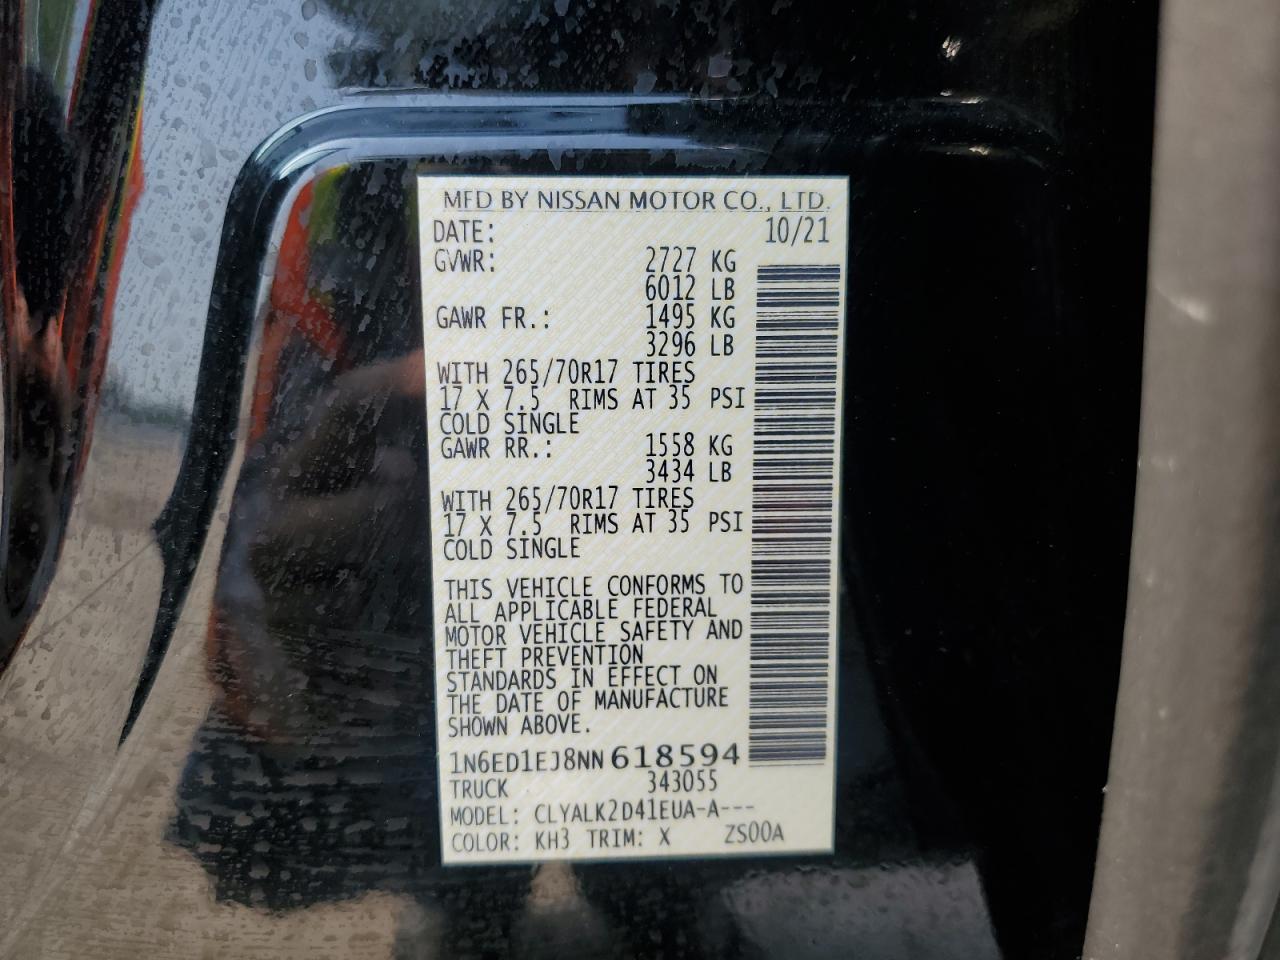 MFD BY NISSAN MOTOR CO., LTD.
DATE: 10/21
GVWR: 2727 KG
6012 LB
GAWR FR.: 1495 KG
3296 LB
WITH 265/70R17 TIRES
17 X 7.5 RIMS AT 35 PSI
COLD SINGLE
GAWR RR.: 1558 KG
3434 LB
WITH 265/70R17 TIRES
17 X 7.5 RIMS AT 35 PSI
COLD SINGLE
THIS VEHICLE CONFORMS TO
ALL APPLICABLE FEDERAL
MOTOR VEHICLE SAFETY AND
THEFT PREVENTION
STANDARDS IN EFFECT ON
THE DATE OF MANUFACTURE
SHOWN ABOVE.
1N6ED1EJ8NN618594
TRUCK 343055
MODEL: CLYALK2D41EUA-A---
COLOR: KH3 TRIM: X ZS00A